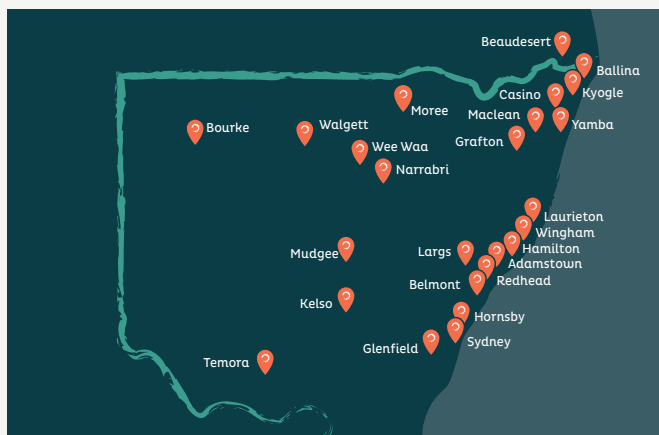 Beaudesert
Ballina
Kyogle
Casino
Moree
Maclean
Yamba
Bourke
Walgett
Grafton
Wee Waa
Narrabri
Laurieton
Wingham
Hamilton
Mudgee
Largs
Adamstown
Redhead
Belmont
Kelso
Hornsby
Sydney
Glenfield
Temora